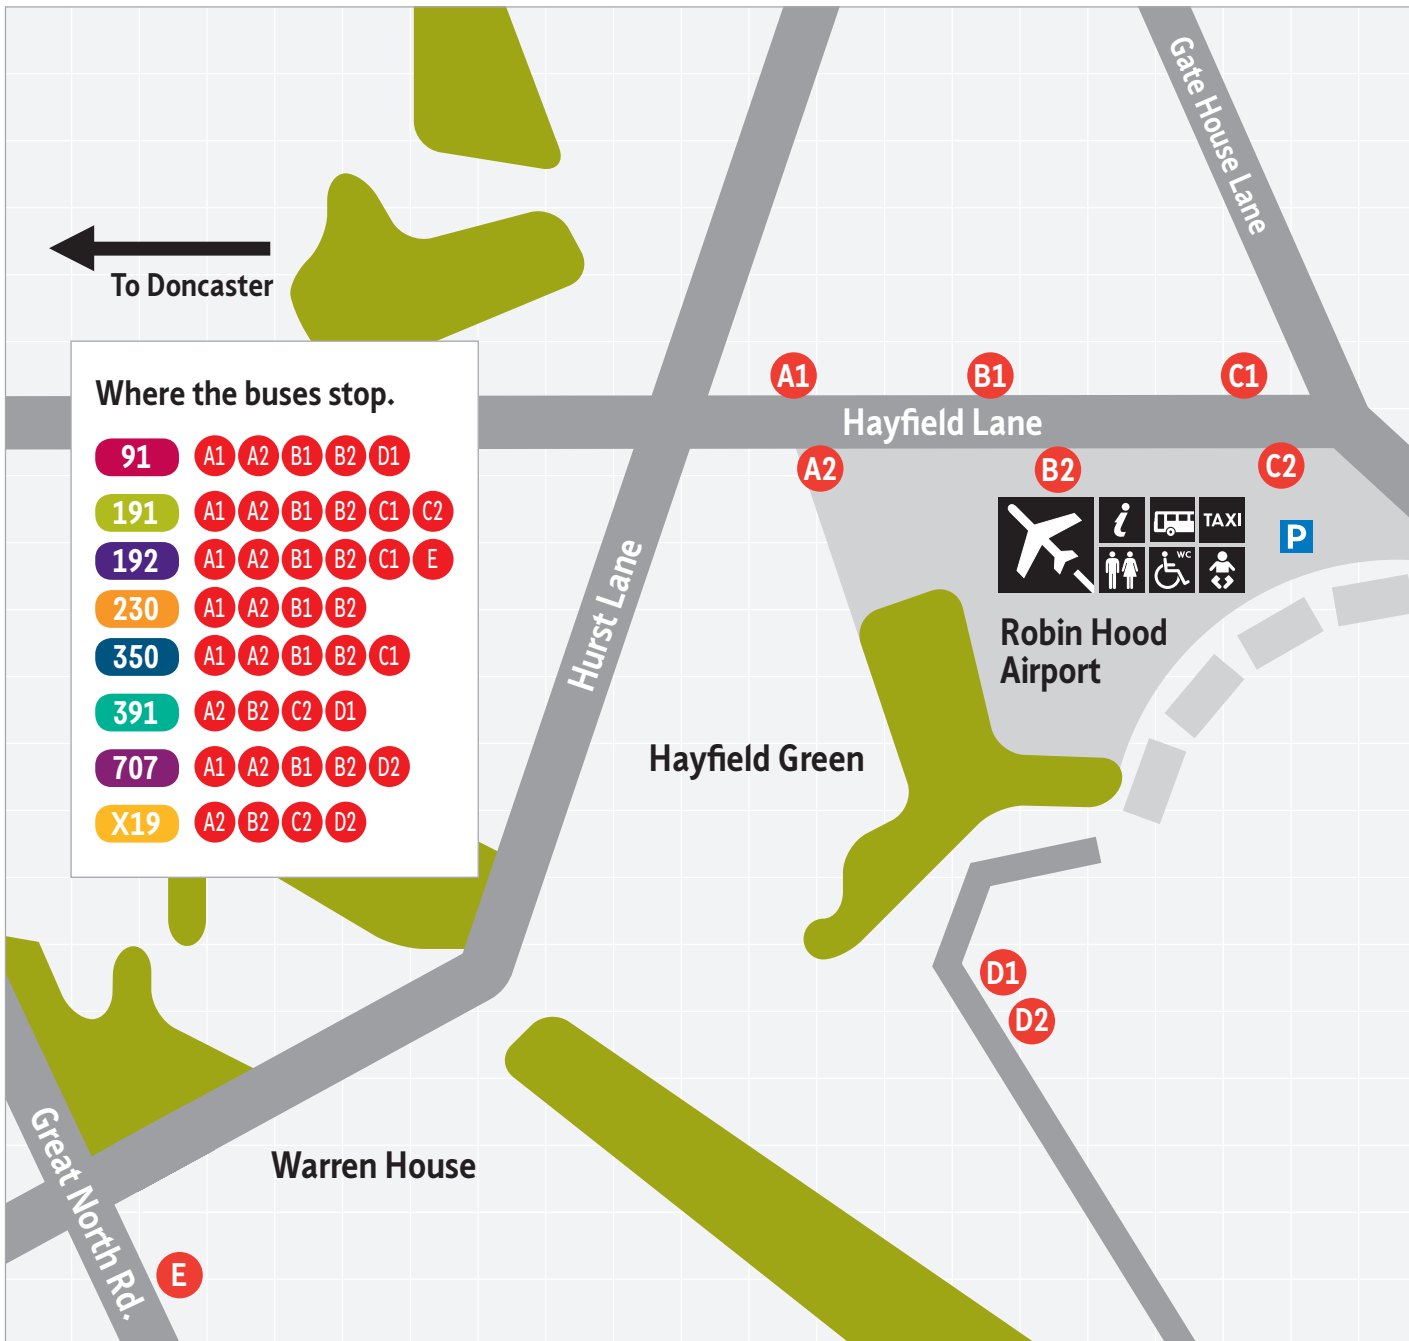 Gate House Lane
To Doncaster
Where the buses stop.
91 A1 A2 B1 B2 D1
191 A1 A2 B1 B2 C1 C2
192 A1 A2 B1 B2 C1 E
230 A1 A2 B1 B2
350 A1 A2 B1 B2 C1
391 A2 B2 C2 D1
707 A1 A2 B1 B2 D2
X19 A2 B2 C2 D2
A1 B1 C1
Hayfield Lane
A2 B2 C2
i TAXI
P
WC
Hurst Lane
Robin Hood
Airport
Hayfield Green
D1
D2
Great North Rd.
Warren House
E